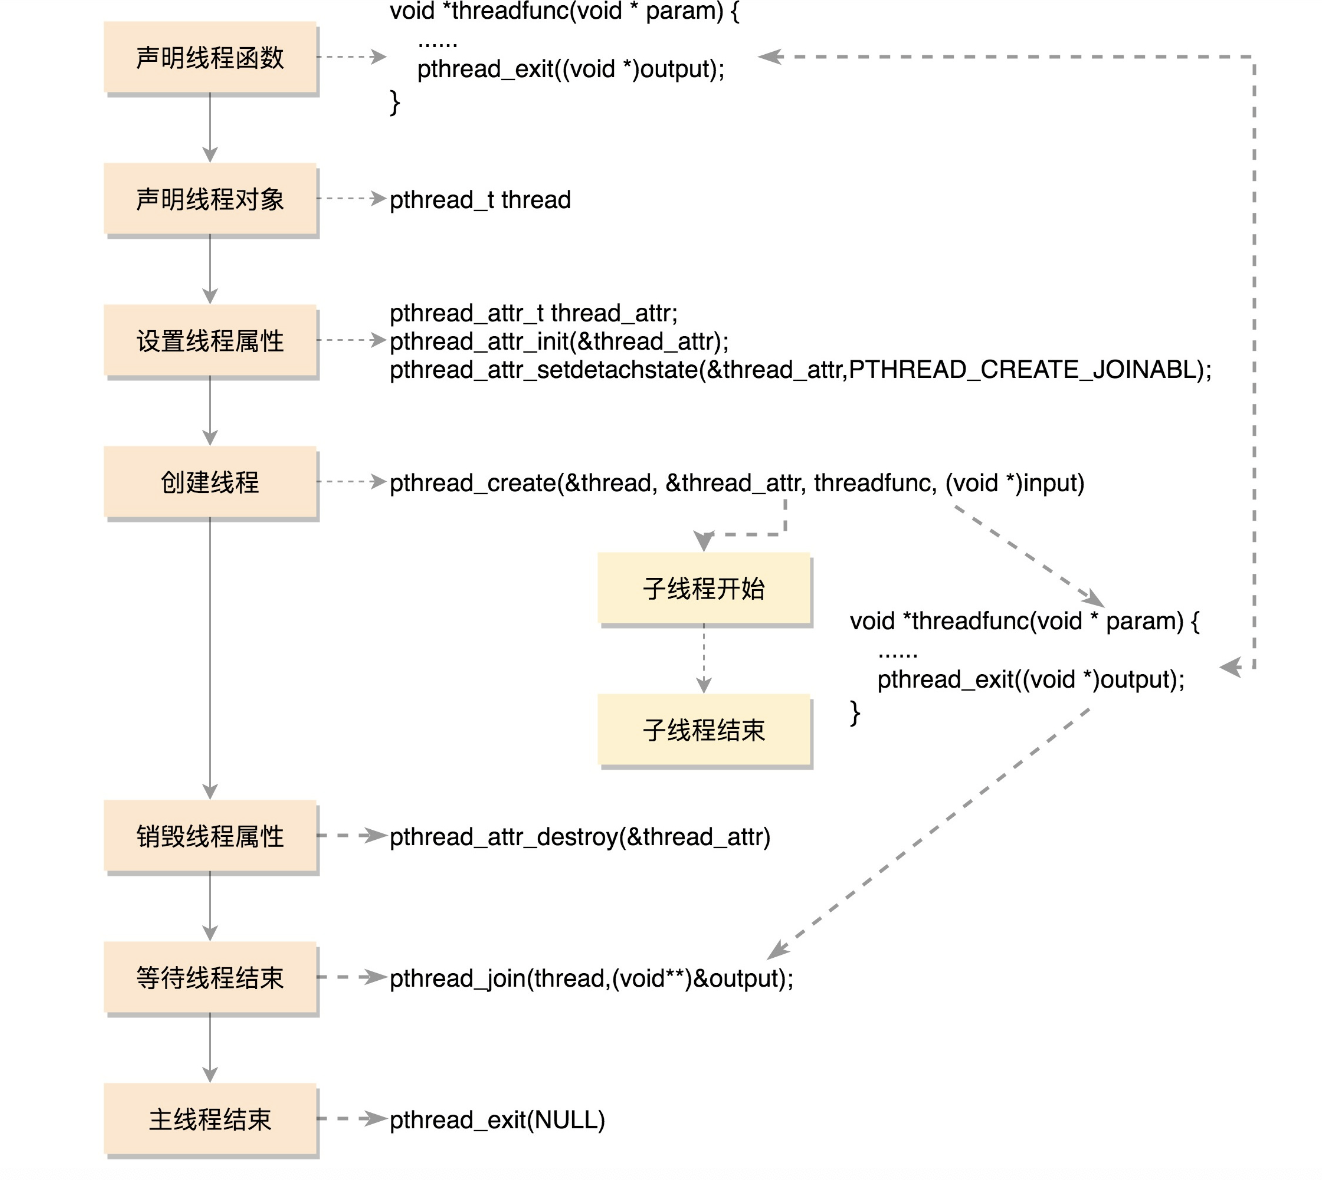 void *threadfunc(void * param) {
声明线程函数
......
pthread_exit((void *)output);
}
声明线程对象
pthread_t thread
设置线程属性
pthread_attr_t thread_attr;
pthread_attr_init(&thread_attr);
pthread_attr_setdetachstate(&thread_attr,PTHREAD_CREATE_JOINABL);
创建线程
pthread_create(&thread, &thread_attr, threadfunc, (void *)input)
子线程开始
void *threadfunc(void * param) {
......
pthread_exit((void *)output);
}
子线程结束
销毁线程属性
pthread_attr_destroy(&thread_attr)
等待线程结束
pthread_join(thread,(void**)&output);
主线程结束
pthread_exit(NULL)